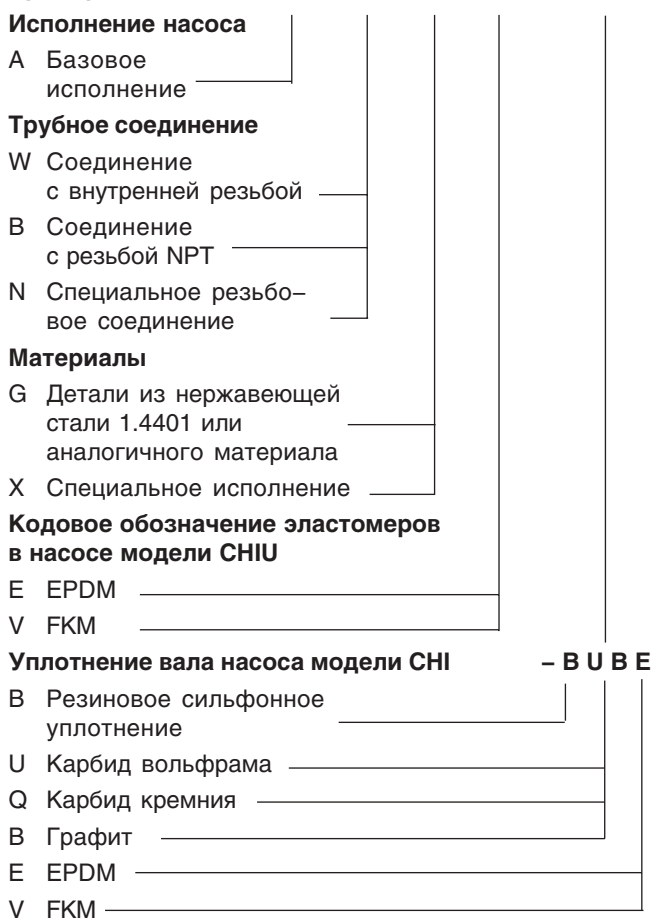 Исполнение насоса
A Базовое
исполнение
Трубное соединение
W Соединение
с внутренней резьбой
B Соединение
с резьбой NPT
N Специальное резьбо–
вое соединение
Материалы
G Детали из нержавеющей
стали 1.4401 или
аналогичного материала
X Специальное исполнение
Кодовое обозначение эластомеров
в насосе модели CHIU
E EPDM
V FKM
Уплотнение вала насоса модели CHI – B U B E
B Резиновое сильфонное
уплотнение
U Карбид вольфрама
Q Карбид кремния
B Графит
E EPDM
V FKM